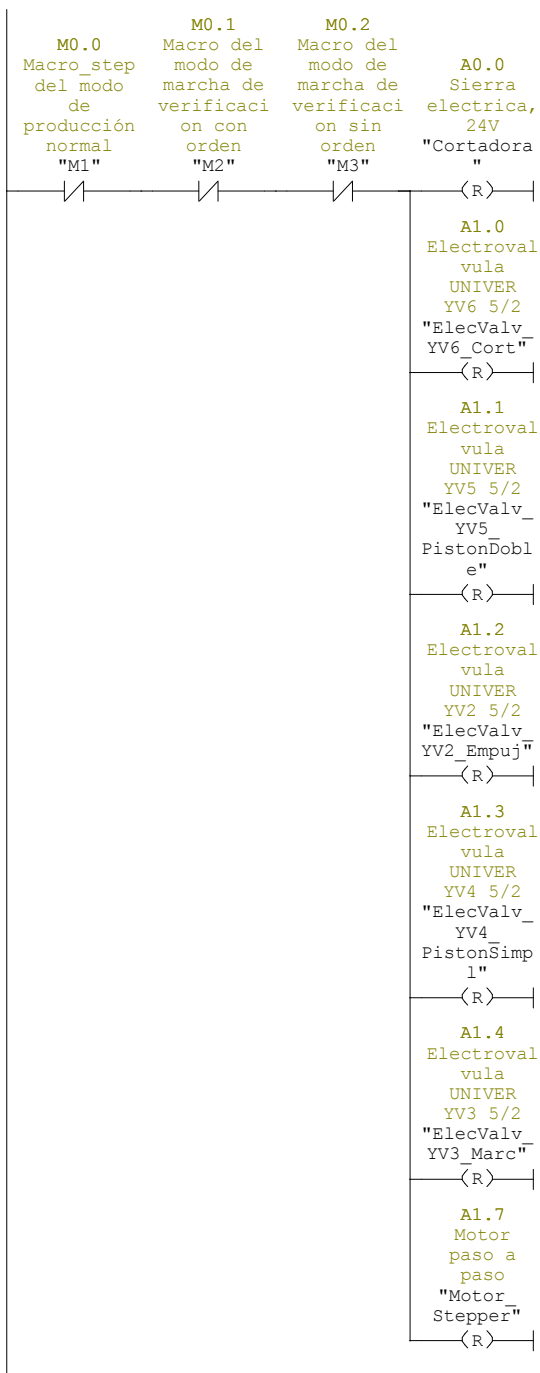 M0.0
Macro_step
del modo
de
producción
normal
"M1"
M0.1
Macro del
modo de
marcha de
verificaci
on con
orden
"M2"
M0.2
Macro del
modo de
marcha de
verificaci
on sin
orden
"M3"
A0.0
Sierra
electrica,
24V
"Cortadora
"
R
A1.0
Electroval
vula
UNIVER
YV6 5/2
"ElecValv_
YV6_Cort"
R
A1.1
Electroval
vula
UNIVER
YV5 5/2
"ElecValv_
YV5_
PistonDobl
e"
R
A1.2
Electroval
vula
UNIVER
YV2 5/2
"ElecValv_
YV2_Empuj"
R
A1.3
Electroval
vula
UNIVER
YV4 5/2
"ElecValv_
YV4_
PistonSimp
l"
R
A1.4
Electroval
vula
UNIVER
YV3 5/2
"ElecValv_
YV3_Marc"
R
A1.7
Motor
paso a
paso
"Motor_
Stepper"
R